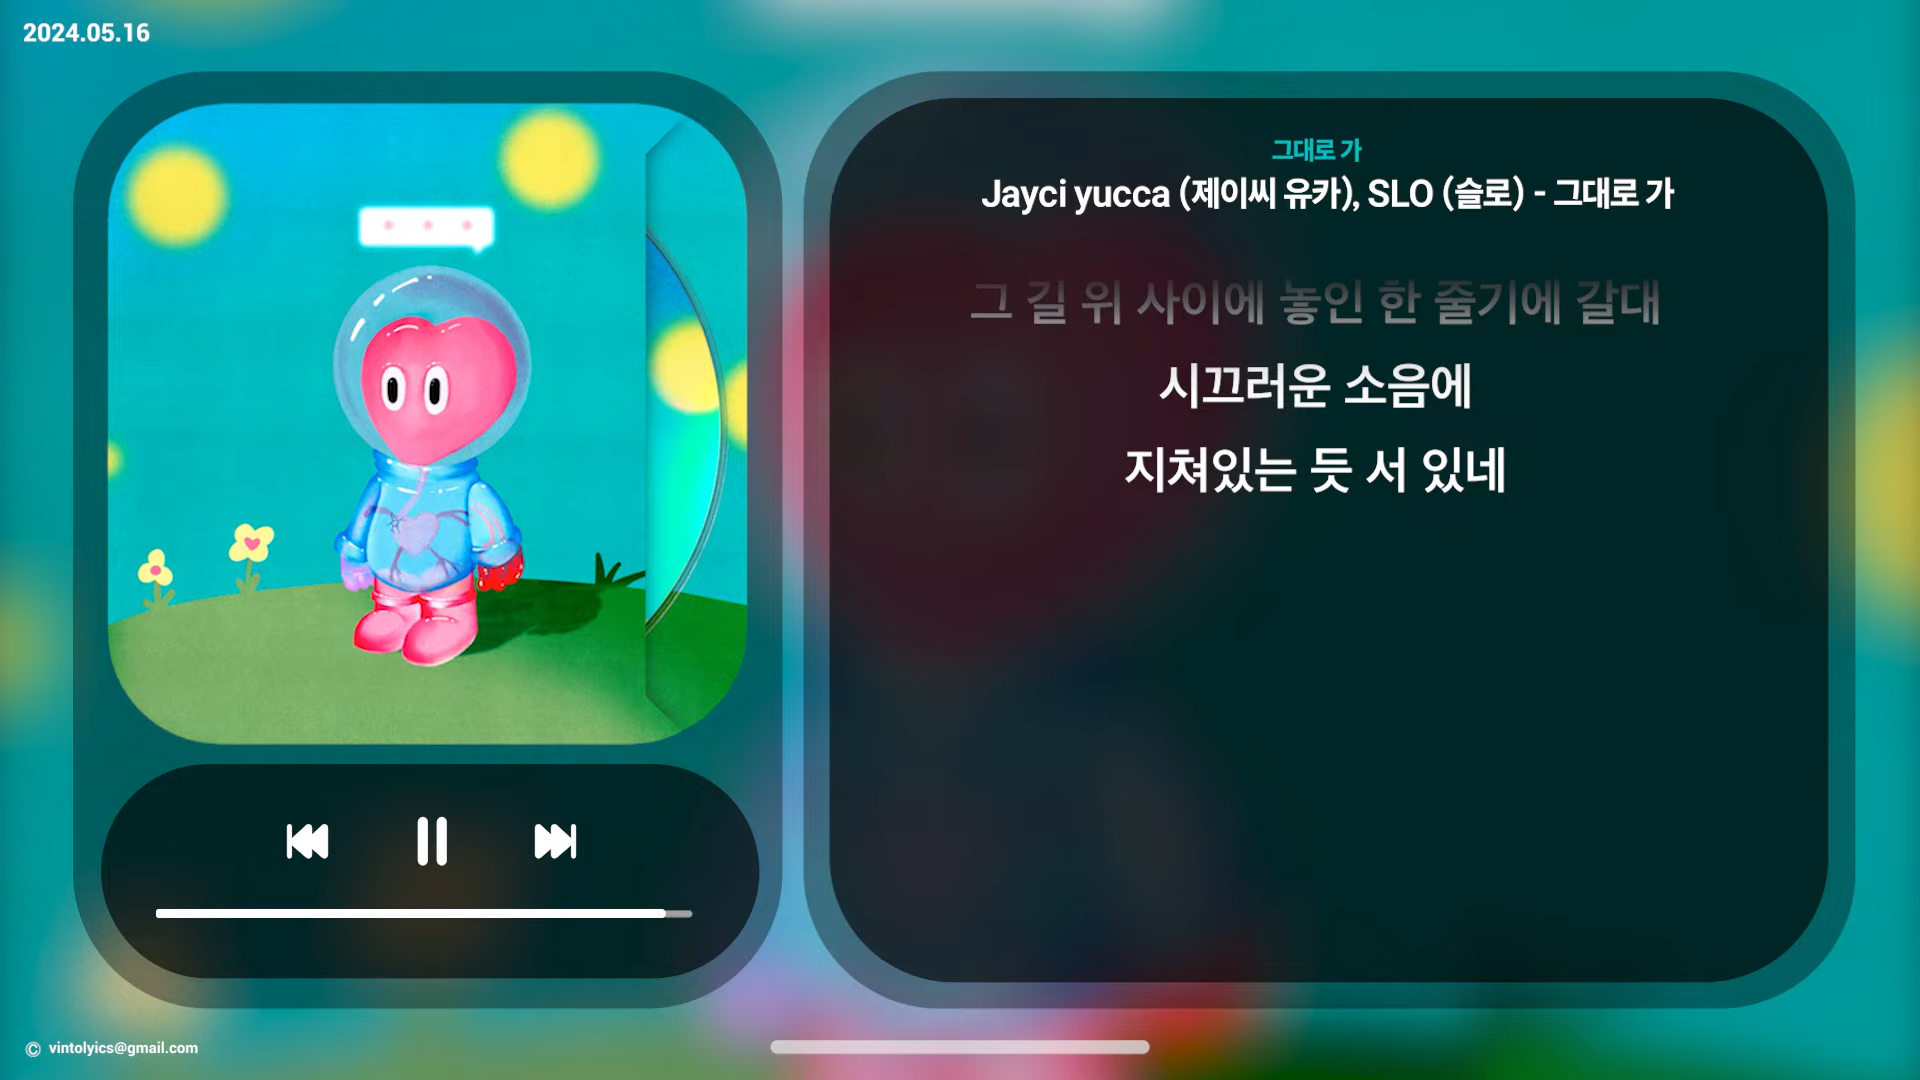 2024.05.16
그대로 가
Jayci yucca (제이씨 유카), SLO (슬로) - 그대로 가
그 길 위 사이에 놓인 한 줄기에 갈대
시끄러운 소음에
지쳐있는 듯 서 있네
© vintolyics@gmail.com